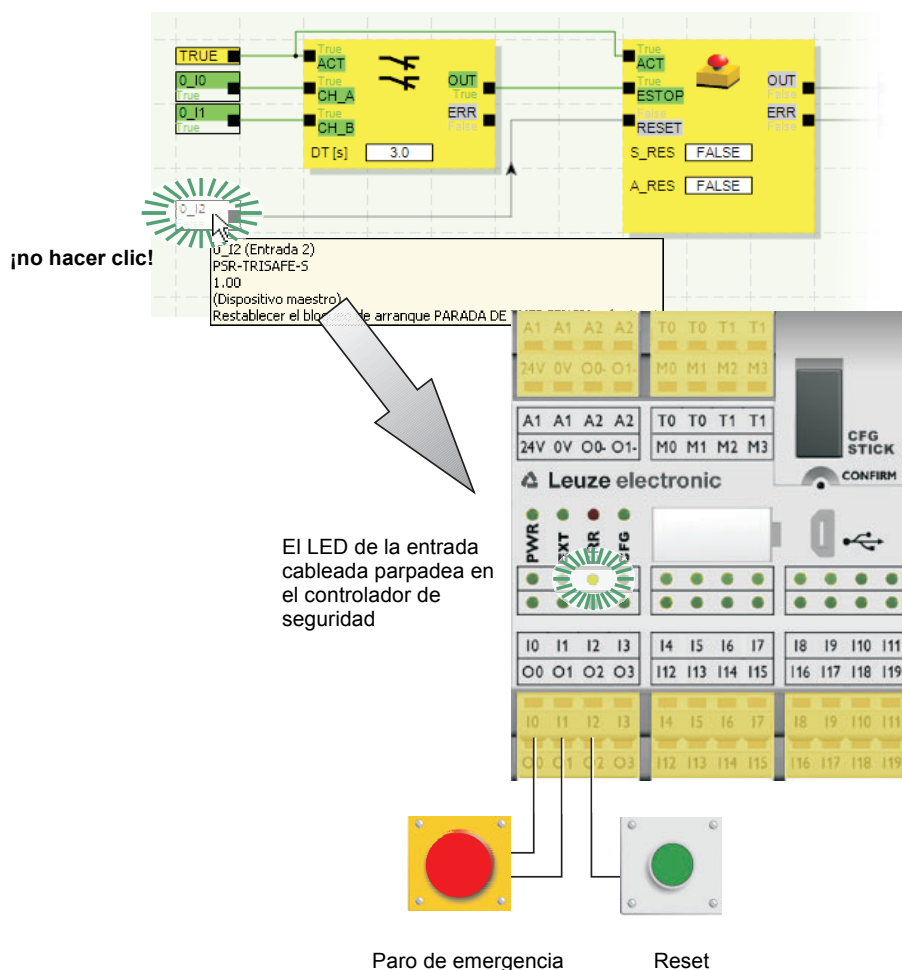 TRUE
0_I0
True
0_I1
True
True
ACT
True
CH_A
True
CH_B
OUT
True
ERR
False
DT [s] 3.0
True
ACT
True
ESTOP
False
RESET
OUT
False
ERR
False
S_RES FALSE
A_RES FALSE
0_I2
¡no hacer clic!
0_I2 (Entrada 2)
PSR-TRISAFE-S
1.00
(Dispositivo maestro)
Restablecer el bloqueo de arranque PARADA DE
A1 A1 A2 A2 T0 T0 T1 T1
24V 0V O0- O1- M0 M1 M2 M3
A1 A1 A2 A2 T0 T0 T1 T1
24V 0V O0- O1- M0 M1 M2 M3
CFG
STICK
CONFIRM
Leuze electronic
PWR
EXT
ERR
CFG
El LED de la entrada
cableada parpadea en
el controlador de
seguridad
I0 I1 I2 I3 I4 I5 I6 I7 I8 I9 I10 I11
O0 O1 O2 O3 I12 I13 I14 I15 I16 I17 I18 I19
I0 I1 I2 I3 I4 I5 I6 I7 I8 I9 I10 I11
O0 O1 O2 O3 I12 I13 I14 I15 I16 I17 I18 I19
Paro de emergencia Reset